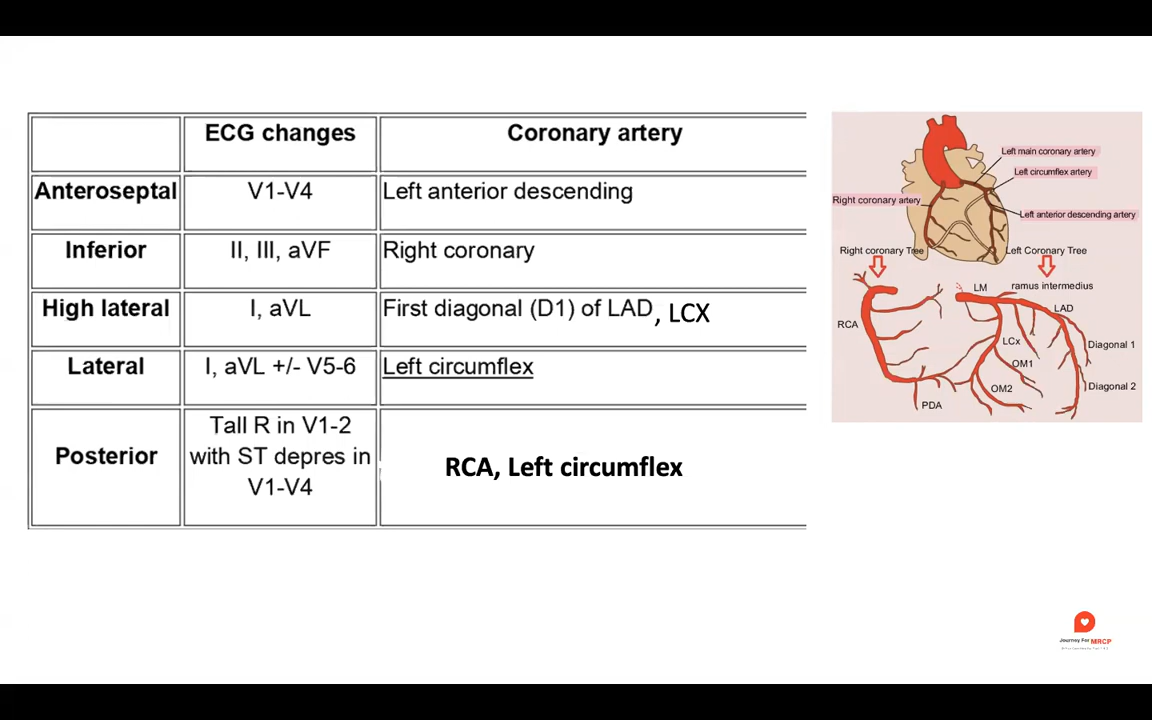 ECG changes
Coronary artery
Anteroseptal
V1-V4
Left anterior descending
Inferior
II, III, aVF
Right coronary
High lateral
I, aVL
First diagonal (D1) of LAD, LCX
Lateral
I, aVL +/- V5-6
Left circumflex
Posterior
Tall R in V1-2
with ST depres in
V1-V4
RCA, Left circumflex
Left main coronary artery
Left circumflex artery
Right coronary artery
Left anterior descending artery
Right coronary Tree
Left Coronary Tree
LM
ramus intermedius
LAD
RCA
LCx
Diagonal 1
OM1
Diagonal 2
OM2
PDA
Journey For MRCP